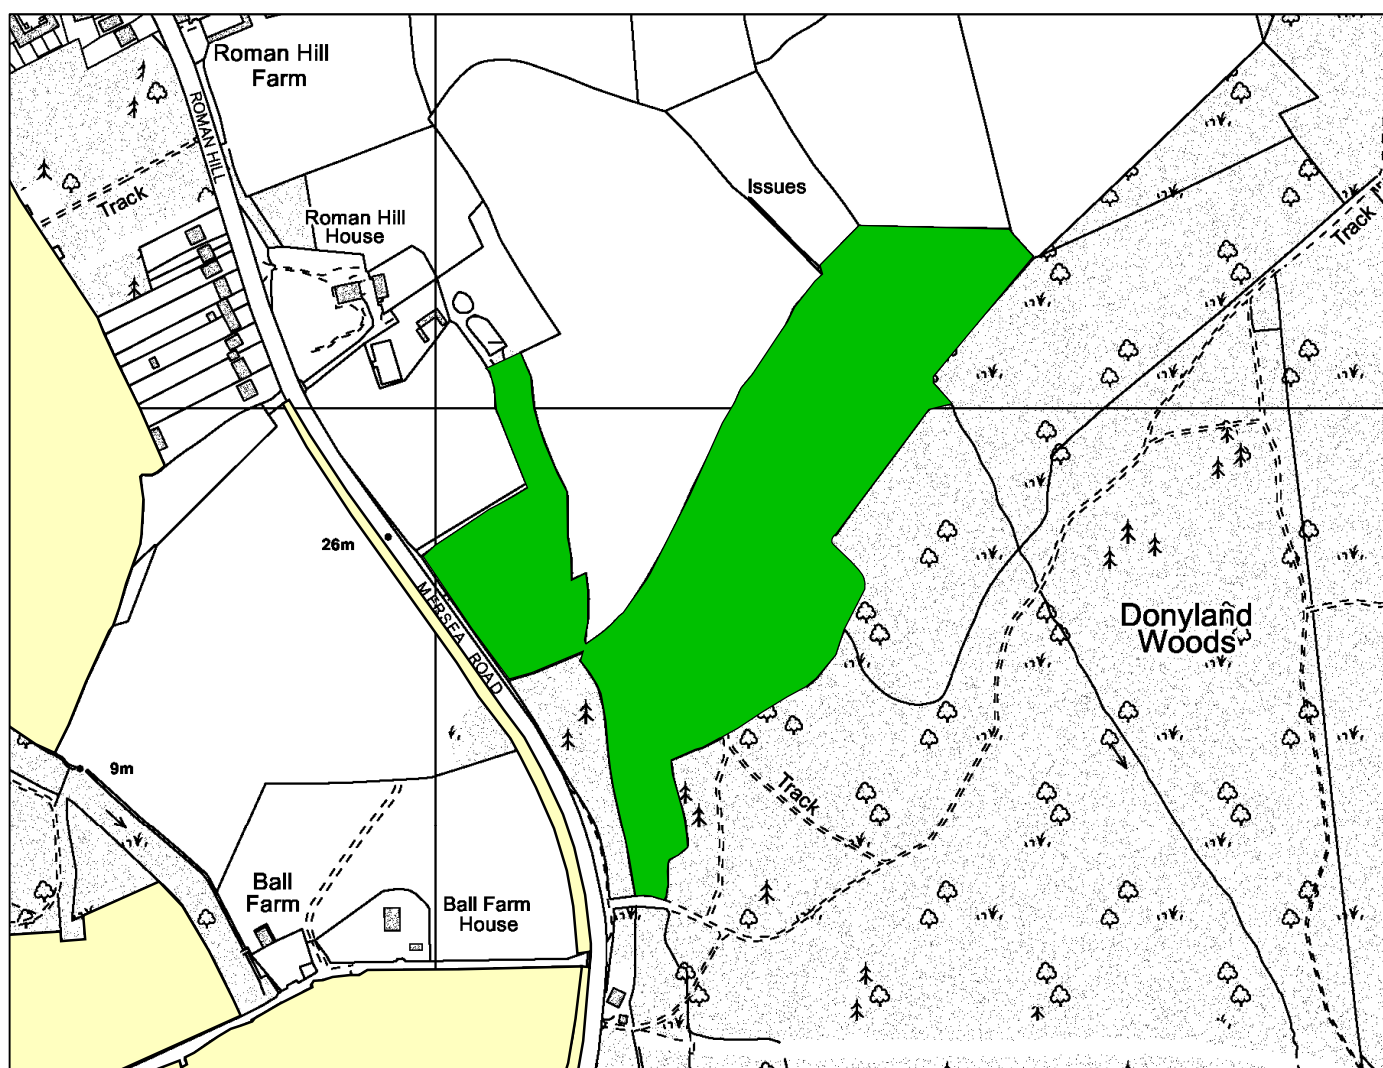 Roman Hill
Farm
ROMAN HILL
Track
Issues
Roman Hill
House
Track
26m
MERSEA ROAD
Donyland
Woods
9m
Track
Ball
Farm
Ball Farm
House